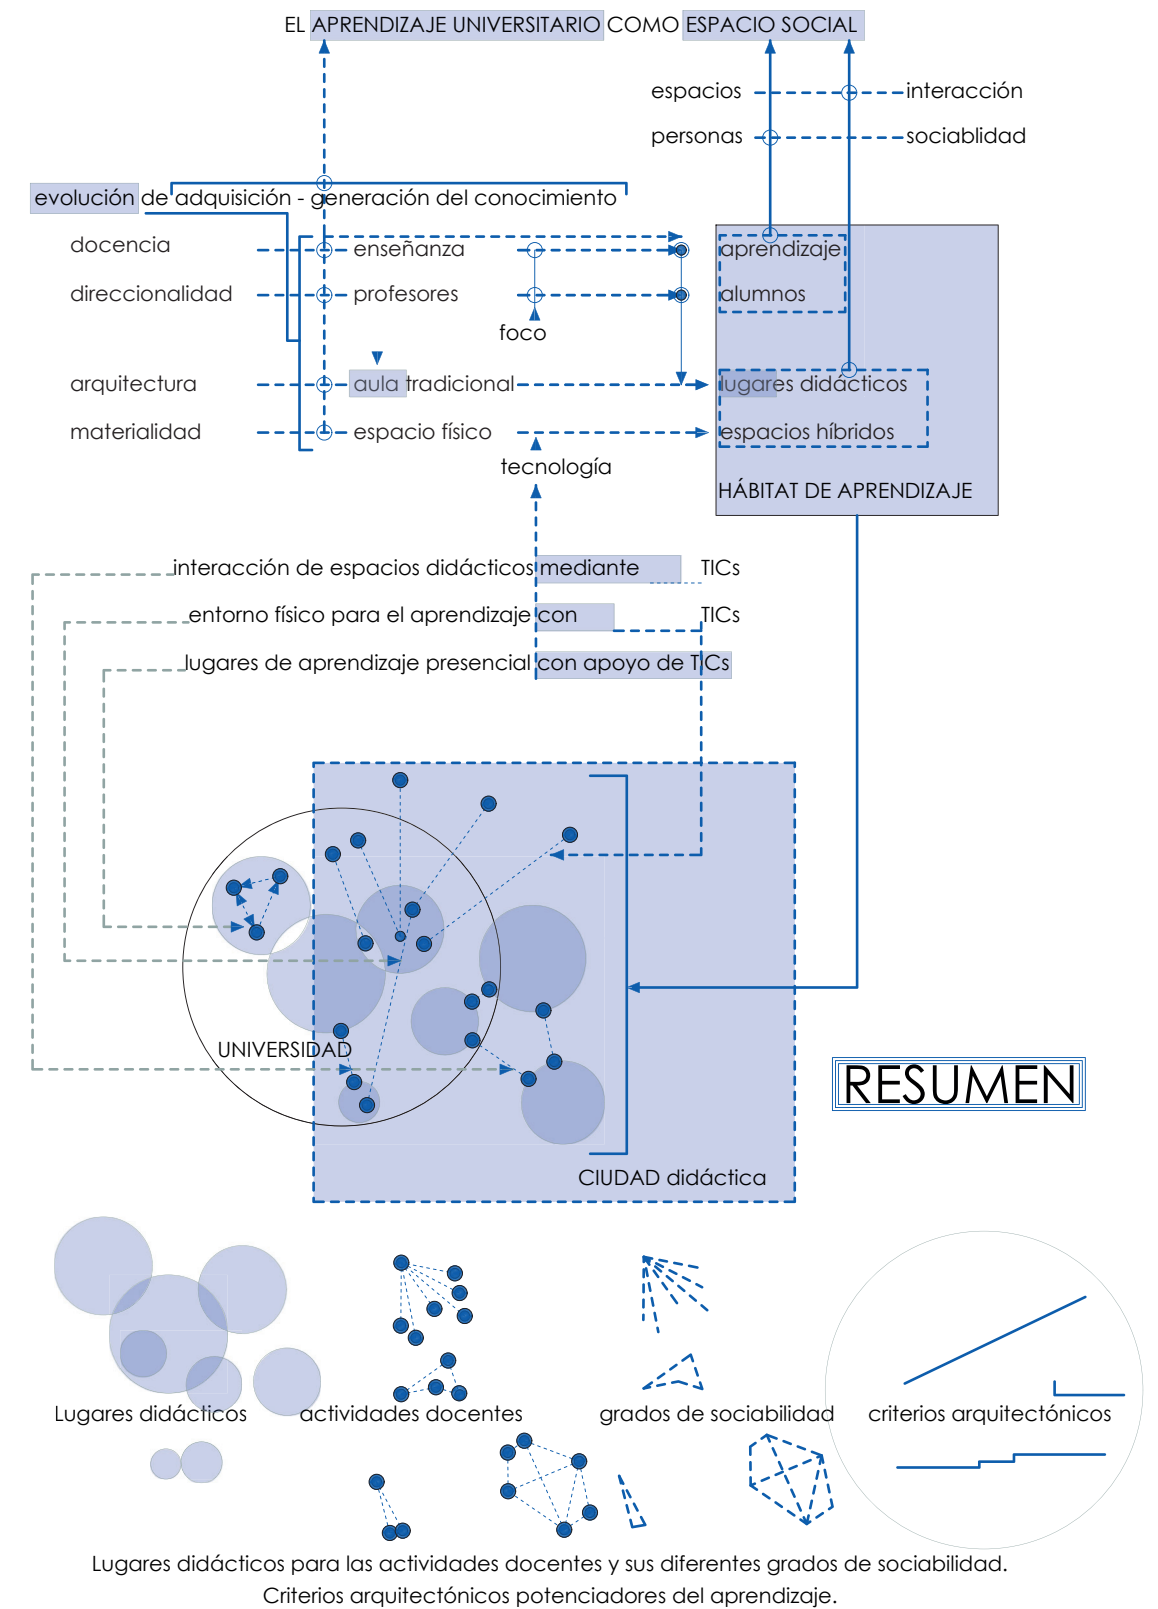 EL APRENDIZAJE UNIVERSITARIO COMO ESPACIO SOCIAL
espacios interacción
personas sociablidad
evolución de adquisición - generación del conocimiento
docencia enseñanza aprendizaje
direccionalidad profesores alumnos
foco
arquitectura aula tradicional lugares didácticos
materialidad espacio físico espacios híbridos
tecnología
HÁBITAT DE APRENDIZAJE
interacción de espacios didácticos mediante TICs
entorno físico para el aprendizaje con TICs
lugares de aprendizaje presencial con apoyo de TICs
UNIVERSIDAD
RESUMEN
CIUDAD didáctica
Lugares didácticos actividades docentes grados de sociabilidad criterios arquitectónicos
Lugares didácticos para las actividades docentes y sus diferentes grados de sociabilidad.
Criterios arquitectónicos potenciadores del aprendizaje.